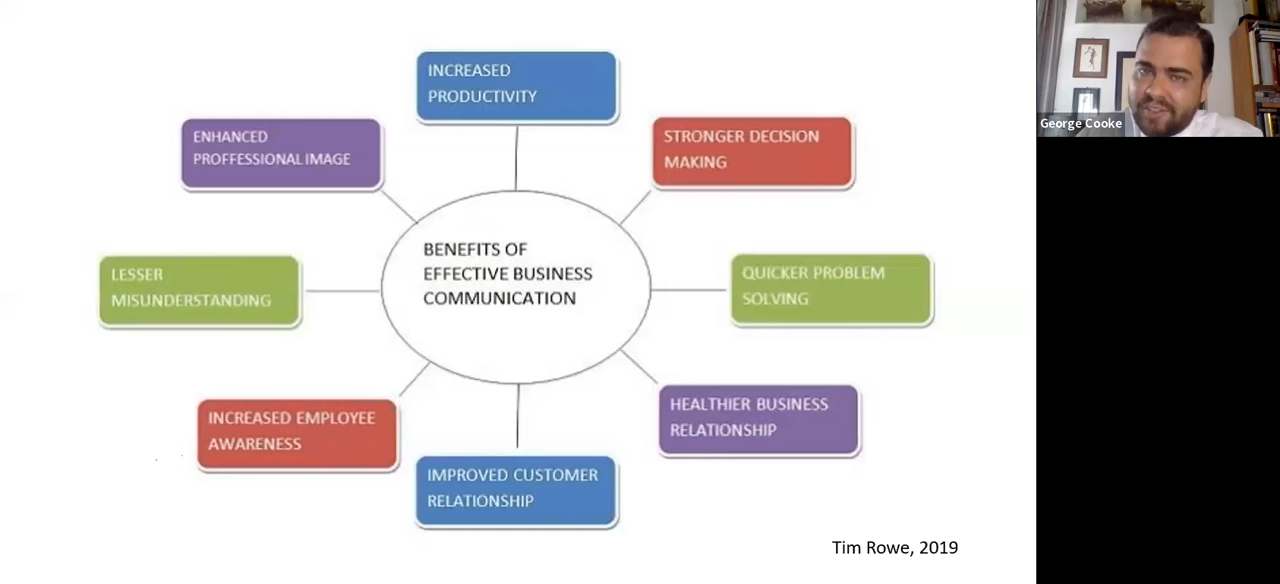 INCREASED
PRODUCTIVITY
ENHANCED
PROFFESSIONAL IMAGE
STRONGER DECISION
MAKING
BENEFITS OF
EFFECTIVE BUSINESS
COMMUNICATION
LESSER
MISUNDERSTANDING
QUICKER PROBLEM
SOLVING
INCREASED EMPLOYEE
AWARENESS
HEALTHIER BUSINESS
RELATIONSHIP
IMPROVED CUSTOMER
RELATIONSHIP
Tim Rowe, 2019
George Cooke